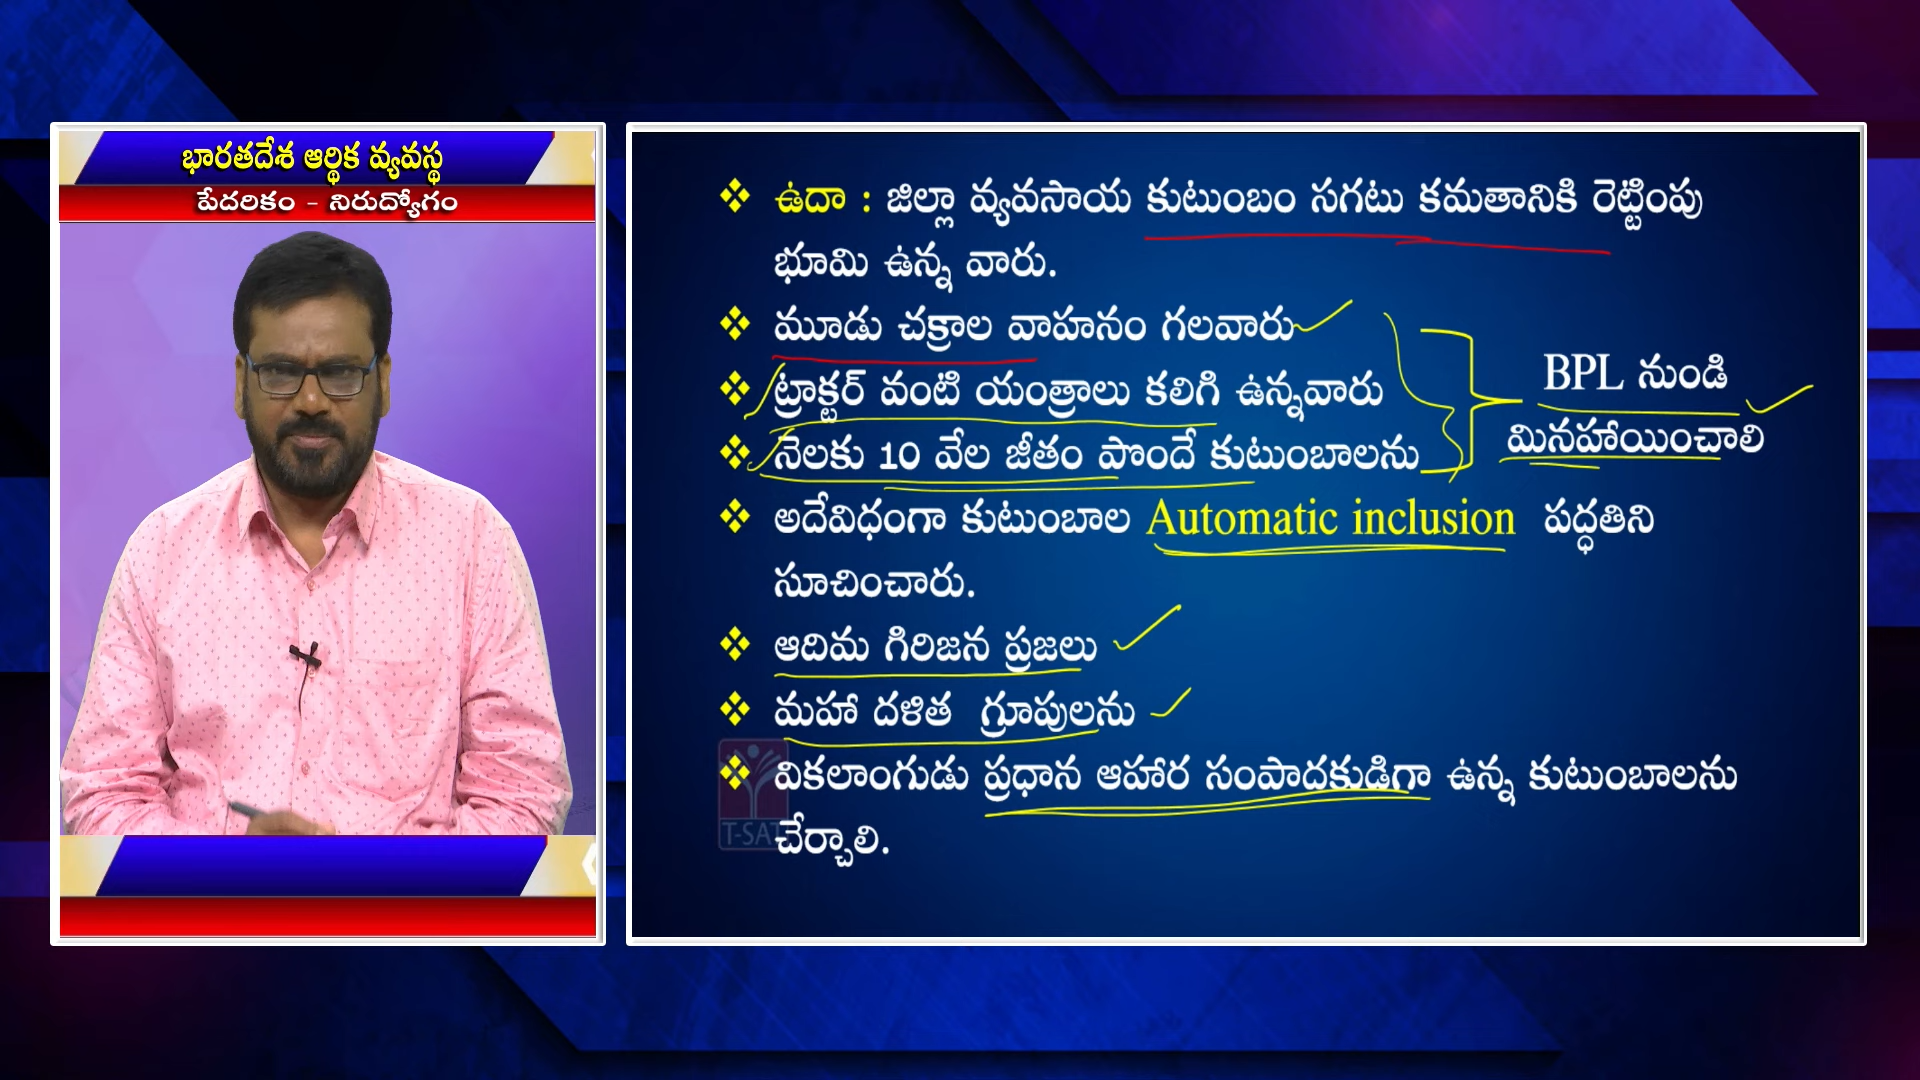 భారతదేశ ఆర్థిక వ్యవస్థ
పేదరికం - నిరుద్యోగం
ఉదా : జిల్లా వ్యవసాయ కుటుంబం సగటు కమతానికి రెట్టింపు
భూమి ఉన్న వారు.
మూడు చక్రాల వాహనం గలవారు
ట్రాక్టర్ వంటి యంత్రాలు కలిగి ఉన్నవారు
నెలకు 10 వేల జీతం పొందే కుటుంబాలను
BPL నుండి
మినహాయించాలి
అదేవిధంగా కుటుంబాల Automatic inclusion పద్ధతిని
సూచించారు.
ఆదిమ గిరిజన ప్రజలు
మహా దళిత గ్రూపులను
వికలాంగుడు ప్రధాన ఆహార సంపాదకుడిగా ఉన్న కుటుంబాలను
చేర్చాలి.
T-SAT